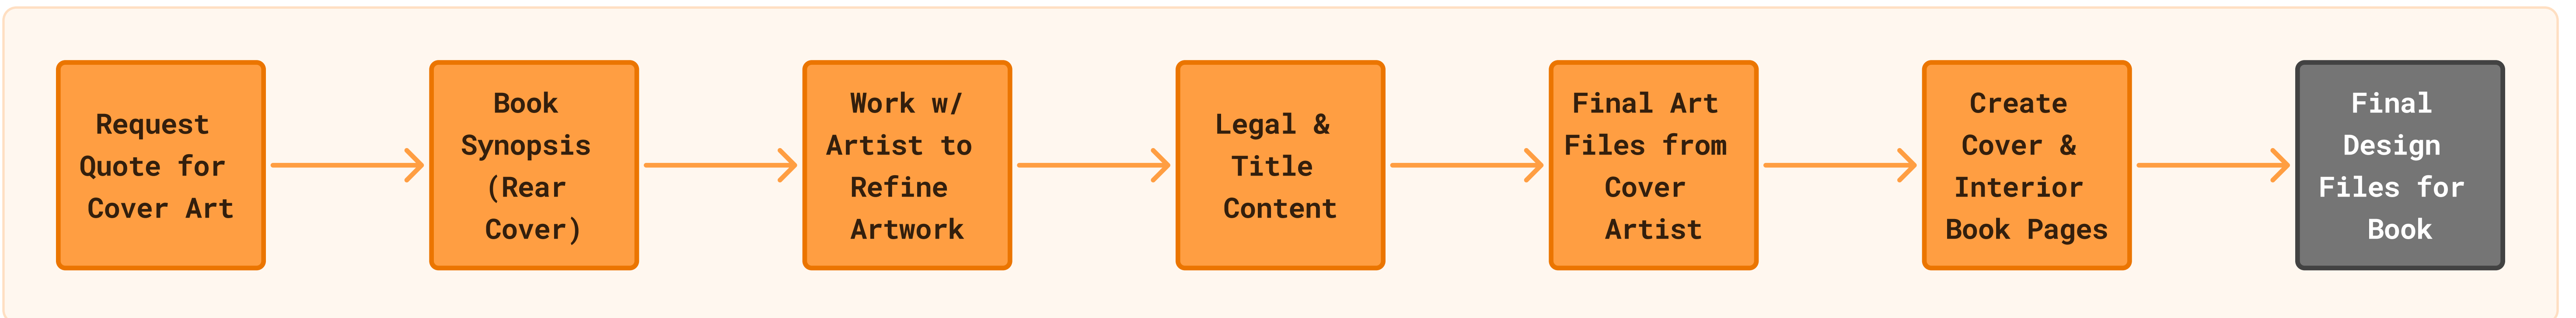 Request
Quote for
Cover Art
Book
Synopsis
(Rear
Cover)
Work w/
Artist to
Refine
Artwork
Legal &
Title
Content
Final Art
Files from
Cover
Artist
Create
Cover &
Interior
Book Pages
Final
Design
Files for
Book